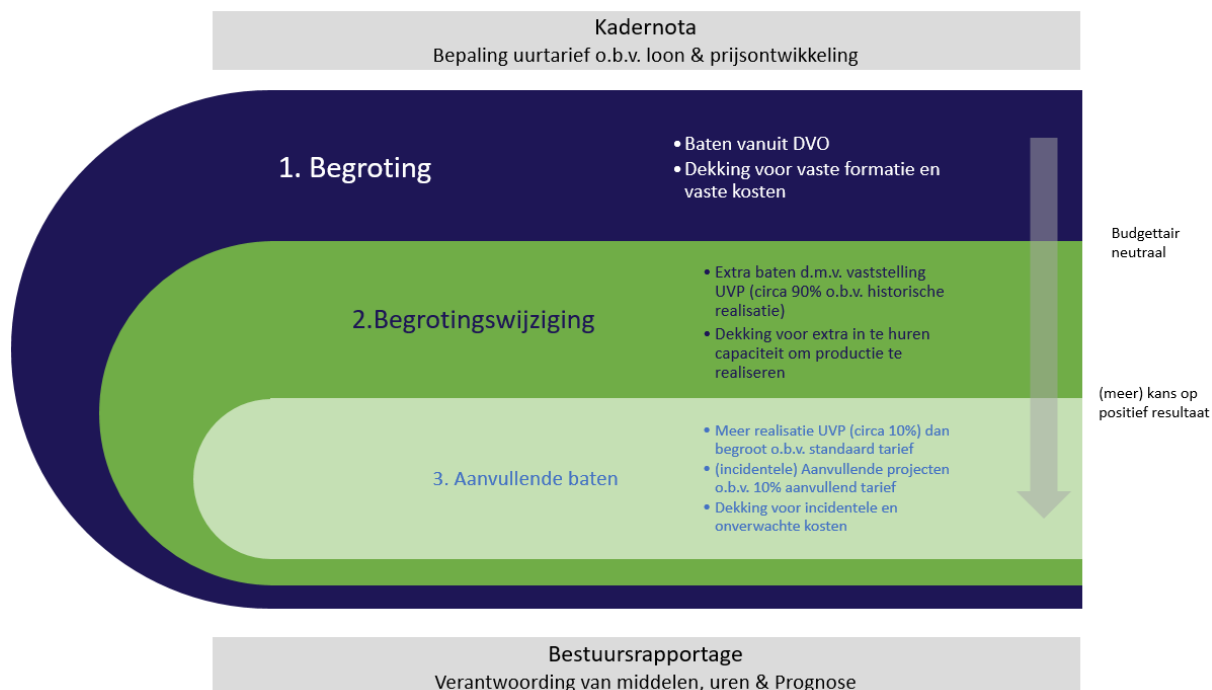 Kadernota
Bepaling uurtarief o.b.v. loon & prijsontwikkeling
1. Begroting
• Baten vanuit DVO
• Dekking voor vaste formatie en
vaste kosten
Budgettair
neutraal
2.Begrotingswijziging
• Extra baten d.m.v. vaststelling
UVP (circa 90% o.b.v. historische
realisatie)
• Dekking voor extra in te huren
capaciteit om productie te
realiseren
(meer) kans op
positief resultaat
3. Aanvullende baten
• Meer realisatie UVP (circa 10%) dan
begroot o.b.v. standaard tarief
• (incidentele) Aanvullende projecten
o.b.v. 10% aanvullend tarief
• Dekking voor incidentele en
onverwachte kosten
Bestuursrapportage
Verantwoording van middelen, uren & Prognose